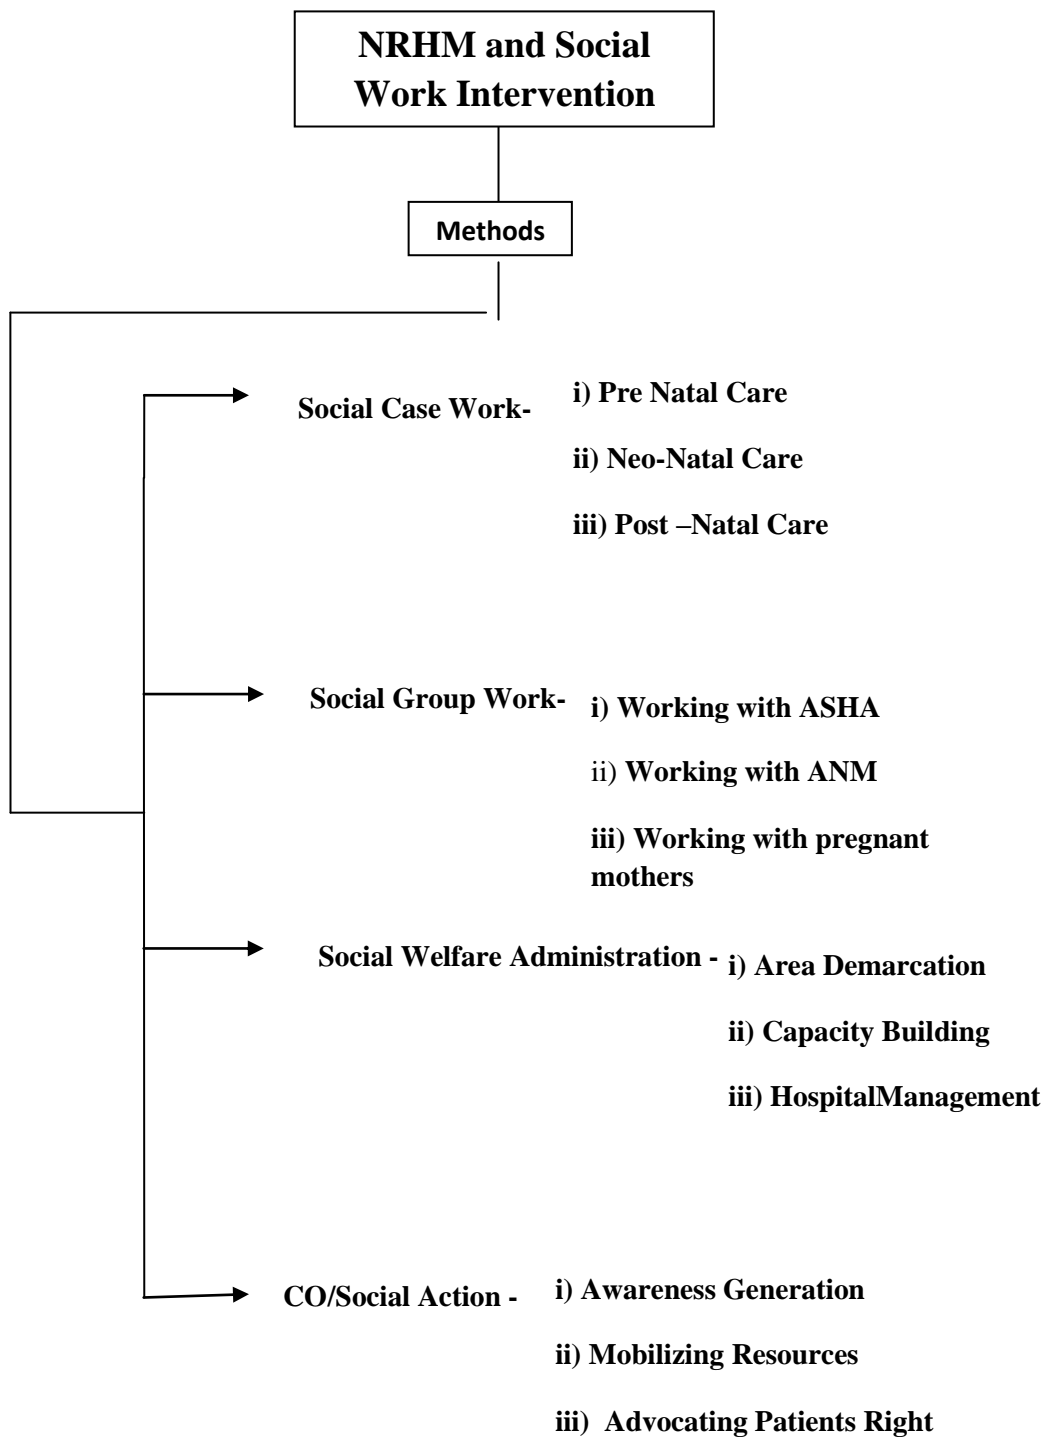 NRHM and Social
Work Intervention
Methods
Social Case Work-
i) Pre Natal Care
ii) Neo-Natal Care
iii) Post –Natal Care
Social Group Work-
i) Working with ASHA
ii) Working with ANM
iii) Working with pregnant
mothers
Social Welfare Administration -
i) Area Demarcation
ii) Capacity Building
iii) HospitalManagement
CO/Social Action -
i) Awareness Generation
ii) Mobilizing Resources
iii) Advocating Patients Right